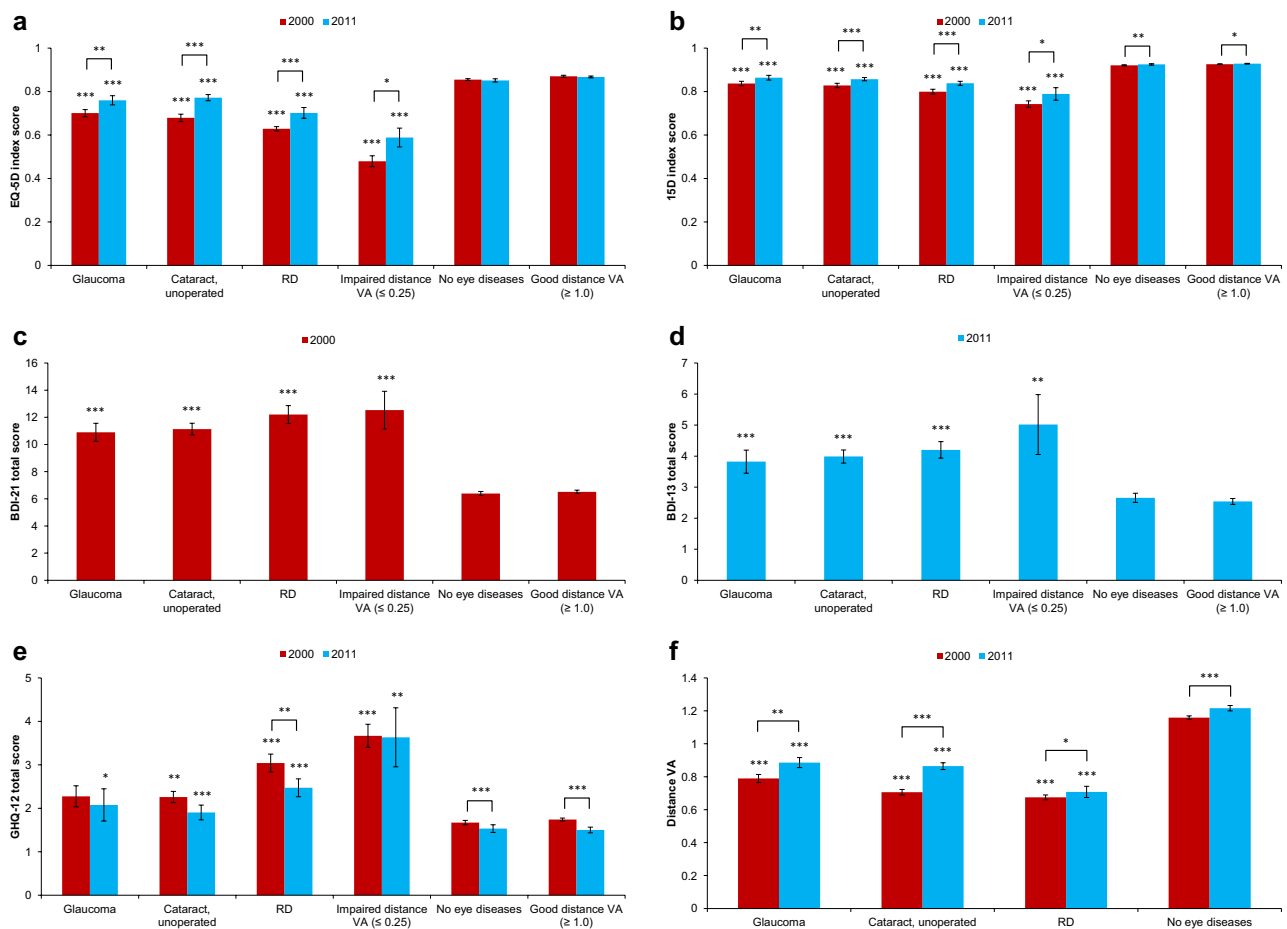 a
2000 2011
** *** *** *
*** *** *** *** *** *** *** ***
EQ-5D index score
1
0.8
0.6
0.4
0.2
0
Glaucoma Cataract, unoperated RD Impaired distance VA (≤ 0.25) No eye diseases Good distance VA (≥ 1.0)
b
2000 2011
** *** *** * ** *
*** *** *** *** *** *** *** ***
15D index score
1
0.8
0.6
0.4
0.2
0
Glaucoma Cataract, unoperated RD Impaired distance VA (≤ 0.25) No eye diseases Good distance VA (≥ 1.0)
c
2000
*** *** *** ***
BDI-21 total score
16
14
12
10
8
6
4
2
0
Glaucoma Cataract, unoperated RD Impaired distance VA (≤ 0.25) No eye diseases Good distance VA (≥ 1.0)
d
2011
*** *** *** **
BDI-13 total score
7
6
5
4
3
2
1
0
Glaucoma Cataract, unoperated RD Impaired distance VA (≤ 0.25) No eye diseases Good distance VA (≥ 1.0)
e
2000 2011
** *** ***
* ** *** *** *** *** **
GHQ-12 total score
5
4
3
2
1
0
Glaucoma Cataract, unoperated RD Impaired distance VA (≤ 0.25) No eye diseases Good distance VA (≥ 1.0)
f
2000 2011
** *** * ***
*** *** *** *** *** ***
Distance VA
1.4
1.2
1
0.8
0.6
0.4
0.2
0
Glaucoma Cataract, unoperated RD No eye diseases